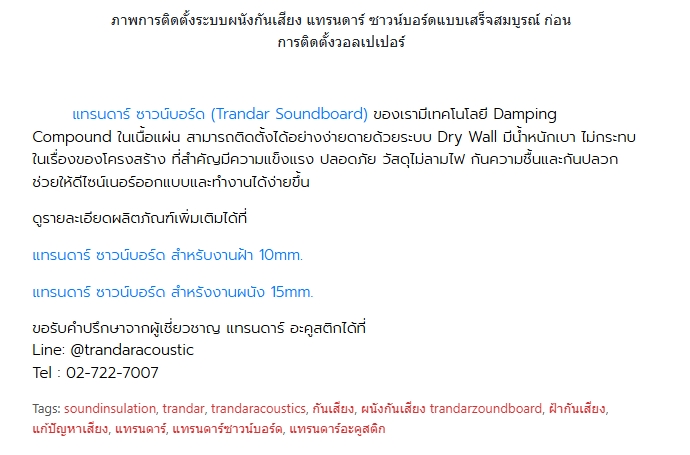 ภาพการติดตั้งระบบผนังกันเสียง แทรนดาร์ ซาวน์บอร์ดแบบเสร็จสมบูรณ์ ก่อน
การติดตั้งวอลเปเปอร์
แทรนดาร์ ซาวน์บอร์ด (Trandar Soundboard) ของเรามีเทคโนโลยี Damping
Compound ในเนื้อแผ่น สามารถติดตั้งได้อย่างง่ายดายด้วยระบบ Dry Wall มีน้ำหนักเบา ไม่กระทบ
ในเรื่องของโครงสร้าง ที่สำคัญมีความแข็งแรง ปลอดภัย วัสดุไม่ลามไฟ กันความชื้นและกันปลวก
ช่วยให้ดีไซน์เนอร์ออกแบบและทำงานได้ง่ายขึ้น
ดูรายละเอียดผลิตภัณฑ์เพิ่มเติมได้ที่
แทรนดาร์ ซาวน์บอร์ด สำหรับงานฝ้า 10mm.
แทรนดาร์ ซาวน์บอร์ด สำหรังงานผนัง 15mm.
ขอรับคำปรึกษาจากผู้เชี่ยวชาญ แทรนดาร์ อะคูสติกได้ที่
Line: @trandaracoustic
Tel : 02-722-7007
Tags: soundinsulation, trandar, trandaracoustics, กันเสียง, ผนังกันเสียง trandarzoundboard, ฝ้ากันเสียง,
แก้ปัญหาเสียง, แทรนดาร์, แทรนดาร์ซาวน์บอร์ด, แทรนดาร์อะคูสติก